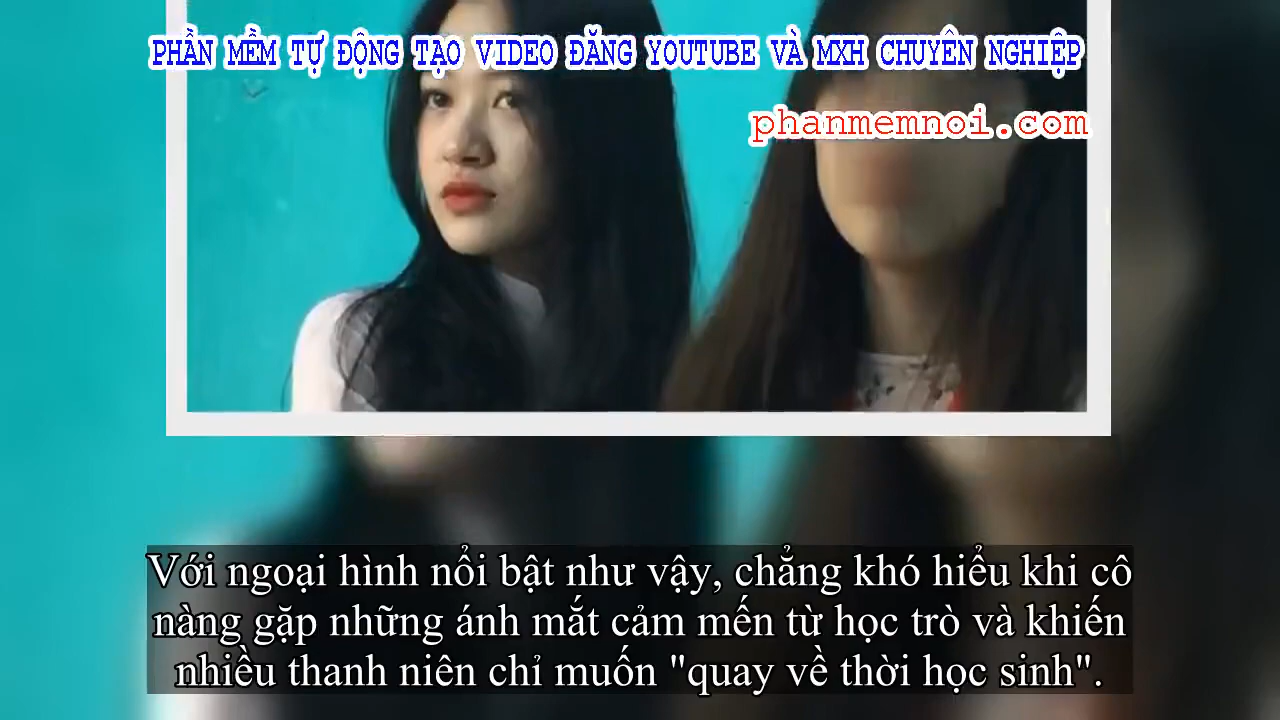 PHẦN MỀM TỰ ĐỘNG TẠO VIDEO ĐĂNG YOUTUBE VÀ MXH CHUYÊN NGHIỆP
phanmemnoi.com
Với ngoại hình nổi bật như vậy, chẳng khó hiểu khi cô
nàng gặp những ánh mắt cảm mến từ học trò và khiến
nhiều thanh niên chỉ muốn "quay về thời học sinh".